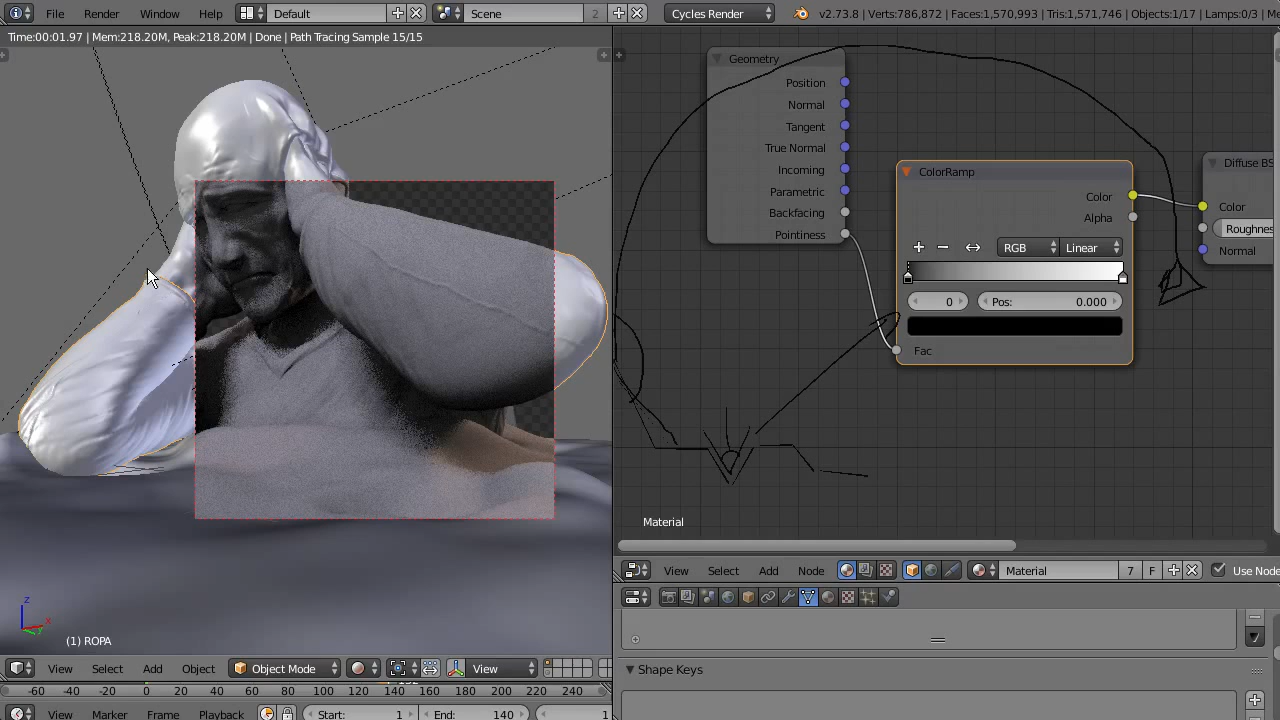 File Render Window Help Default Scene 2 Cycles Render v2.73.8 | Verts:786,872 | Faces:1,570,993 | Tris:1,571,746 | Objects:1/17 | Lamps:0/3 |
Time:00:01.97 | Mem:218.20M, Peak:218.20M | Done | Path Tracing Sample 15/15
Geometry
Position
Normal
Tangent
True Normal
Incoming
Parametric
Backfacing
Pointiness
ColorRamp
Color
Alpha
RGB Linear
0 Pos: 0.000
Fac
Diffuse BS
Color
Roughnes
Normal
Material
View Select Add Node Material 7 F Use Node
Shape Keys
z
x
y
(1) ROPA
View Select Add Object Object Mode View
-60 -40 -20 0 20 40 60 80 100 120 140 160 180 200 220 240
View Marker Frame Playback Start: 1 End: 140 1